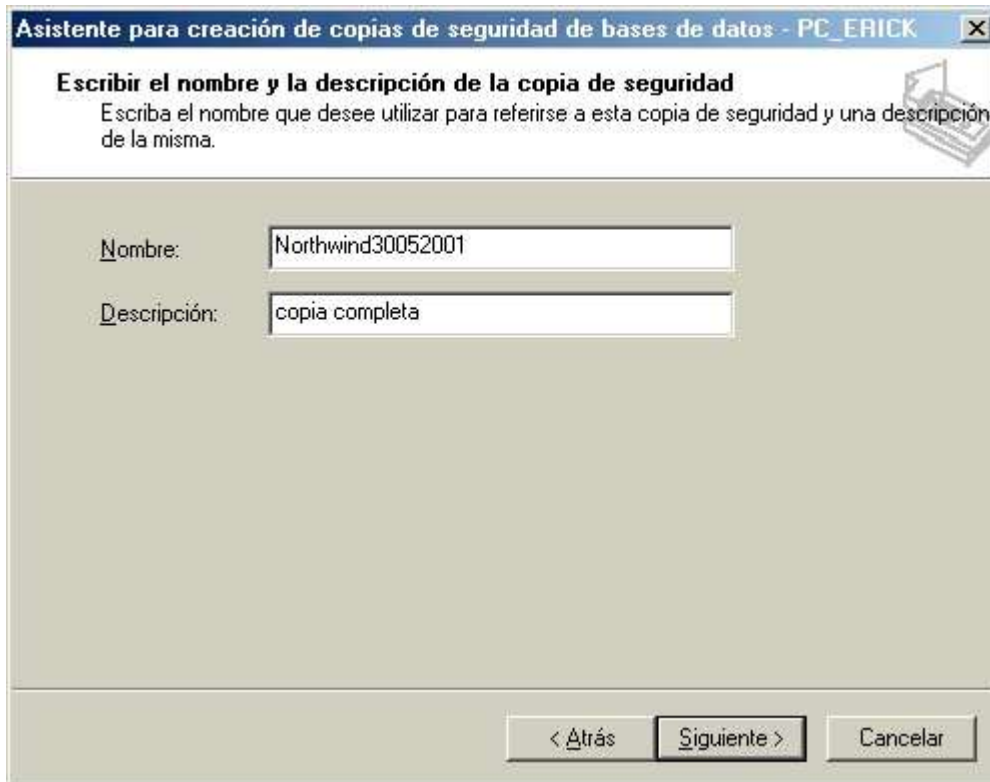 Asistente para creación de copias de seguridad de bases de datos - PC_ERICK
Escribir el nombre y la descripción de la copia de seguridad
Escriba el nombre que desee utilizar para referirse a esta copia de seguridad y una descripción
de la misma.
Nombre: Northwind30052001
Descripción: copia completa
< Atrás Siguiente > Cancelar